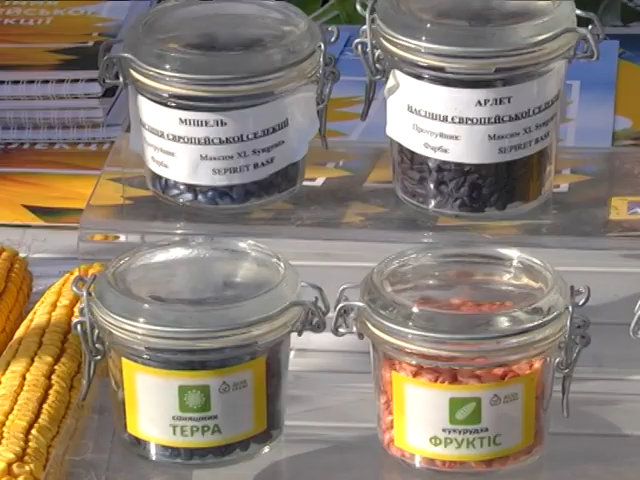 МІШЕЛЬ
НАСІННЯ ЄВРОПЕЙСЬКОЇ СЕЛЕКЦІЇ
Протруйник: Максим XL Syngenta
Фарба: SEPIRET BASF
АРЛЕТ
НАСІННЯ ЄВРОПЕЙСЬКОЇ СЕЛЕКЦІЇ
Протруйник: Максим XL Syngenta
Фарба: SEPIRET BASF
соняшник
ТЕРРА
кукурудза
ФРУКТІС